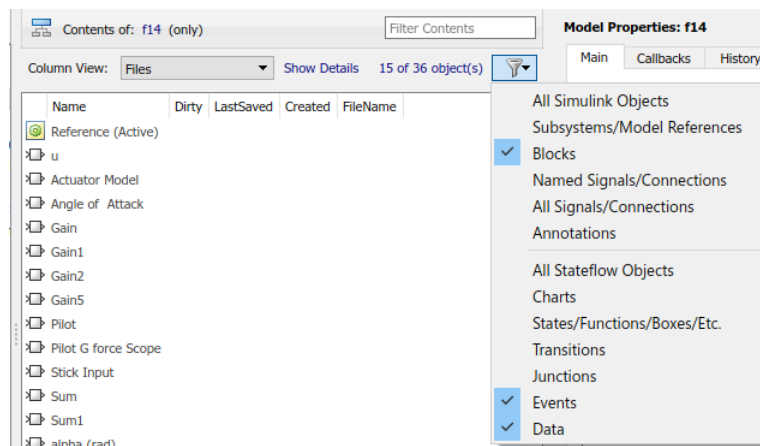 Contents of: f14 (only)
Filter Contents
Model Properties: f14
Column View: Files
Show Details
15 of 36 object(s)
Main
Callbacks
History
Name Dirty LastSaved Created FileName
Reference (Active)
u
Actuator Model
Angle of Attack
Gain
Gain1
Gain2
Gain5
Pilot
Pilot G force Scope
Stick Input
Sum
Sum1
alpha (rad)
All Simulink Objects
Subsystems/Model References
Blocks
Named Signals/Connections
All Signals/Connections
Annotations
All Stateflow Objects
Charts
States/Functions/Boxes/Etc.
Transitions
Junctions
Events
Data